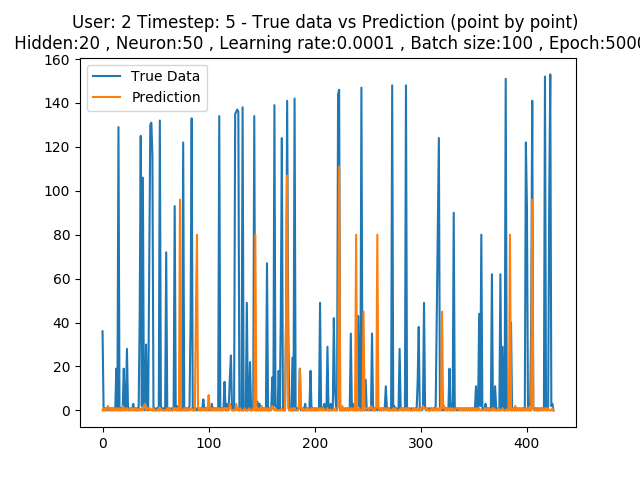 User: 2 Timestep: 5 - True data vs Prediction (point by point)
Hidden:20 , Neuron:50 , Learning rate:0.0001 , Batch size:100 , Epoch:5000
160
140
120
100
80
60
40
20
0
True Data
Prediction
0 100 200 300 400